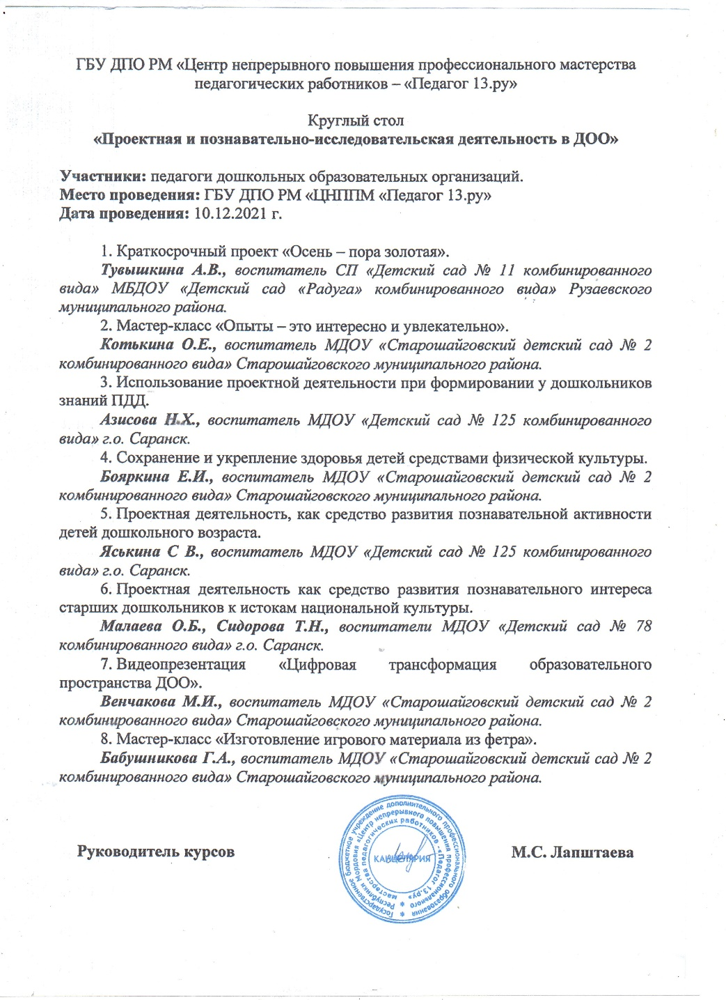 ГБУ ДПО РМ «Центр непрерывного повышения профессионального мастерства
педагогических работников – «Педагог 13.ру»
Круглый стол
«Проектная и познавательно-исследовательская деятельность в ДОО»
Участники: педагоги дошкольных образовательных организаций.
Место проведения: ГБУ ДПО РМ «ЦНППМ «Педагог 13.ру»
Дата проведения: 10.12.2021 г.
1. Краткосрочный проект «Осень – пора золотая».
Тувышкина А.В., воспитатель СП «Детский сад № 11 комбинированного
вида» МБДОУ «Детский сад «Радуга» комбинированного вида» Рузаевского
муниципального района.
2. Мастер-класс «Опыты – это интересно и увлекательно».
Котькина О.Е., воспитатель МДОУ «Старошайговский детский сад № 2
комбинированного вида» Старошайговского муниципального района.
3. Использование проектной деятельности при формировании у дошкольников
знаний ПДД.
Азисова Н.Х., воспитатель МДОУ «Детский сад № 125 комбинированного
вида» г.о. Саранск.
4. Сохранение и укрепление здоровья детей средствами физической культуры.
Бояркина Е.И., воспитатель МДОУ «Старошайговский детский сад № 2
комбинированного вида» Старошайговского муниципального района.
5. Проектная деятельность, как средство развития познавательной активности
детей дошкольного возраста.
Яськина С В., воспитатель МДОУ «Детский сад № 125 комбинированного
вида» г.о. Саранск.
6. Проектная деятельность как средство развития познавательного интереса
старших дошкольников к истокам национальной культуры.
Малаева О.Б., Сидорова Т.Н., воспитатели МДОУ «Детский сад № 78
комбинированного вида» г.о. Саранск.
7. Видеопрезентация «Цифровая трансформация образовательного
пространства ДОО».
Венчакова М.И., воспитатель МДОУ «Старошайговский детский сад № 2
комбинированного вида» Старошайговского муниципального района.
8. Мастер-класс «Изготовление игрового материала из фетра».
Бабушникова Г.А., воспитатель МДОУ «Старошайговский детский сад № 2
комбинированного вида» Старошайговского муниципального района.
Руководитель курсов М.С. Лапштаева
Государственное бюджетное учреждение дополнительного профессионального образования
Республики Мордовия «Центр непрерывного повышения профессионального
мастерства педагогических работников - «Педагог 13.ру»
КАНЦЕЛЯРИЯ